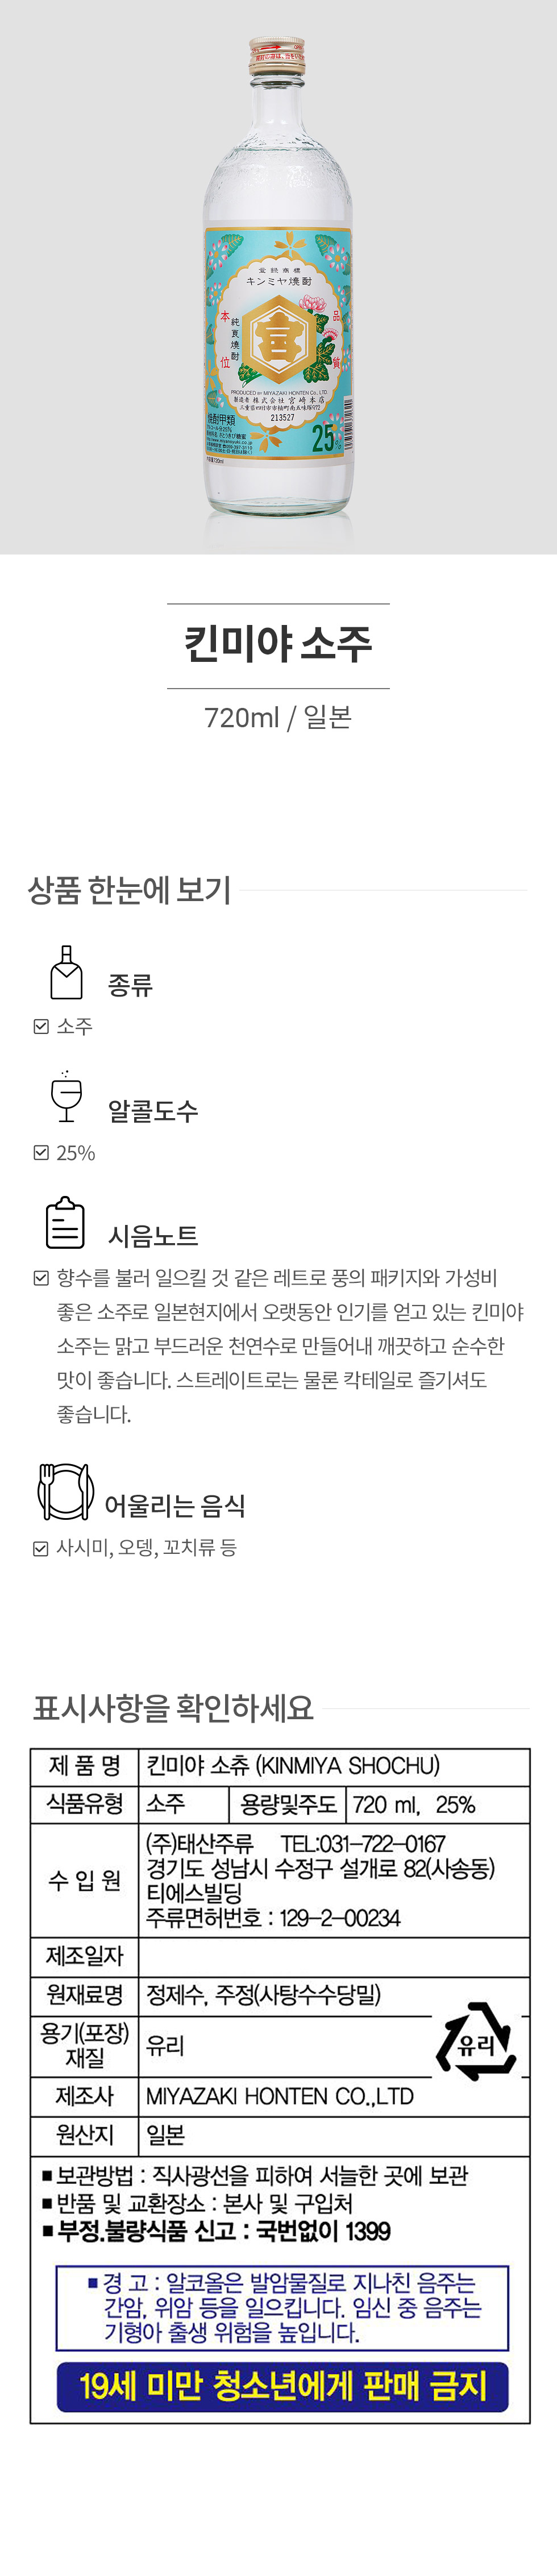 登録商標
キンミヤ焼酎
本位
品質
純良焼酎
PRODUCED BY MIYAZAKI HONTEN Co., LTD.
製造者 株式会社 宮崎本店
三重県四日市市楠町南五味塚972
213527
焼酎甲類
25%
킨미야 소주
720ml / 일본
상품 한눈에 보기
종류
소주
알콜도수
25%
시음노트
향수를 불러 일으킬 것 같은 레트로 풍의 패키지와 가성비
좋은 소주로 일본현지에서 오랫동안 인기를 얻고 있는 킨미야
소주는 맑고 부드러운 천연수로 만들어내 깨끗하고 순수한
맛이 좋습니다. 스트레이트로는 물론 칵테일로 즐기셔도
좋습니다.
어울리는 음식
사시미, 오뎅, 꼬치류 등
표시사항을 확인하세요
제 품 명 킨미야 소츄 (KINMIYA SHOCHU)
식품유형 소주 용량및주도 720 ml, 25%
수 입 원
(주)태산주류 TEL:031-722-0167
경기도 성남시 수정구 설개로 82(사송동)
티에스빌딩
주류면허번호 : 129-2-00234
제조일자
원재료명 정제수, 주정(사탕수수당밀)
용기(포장)
재질
유리
유리
제조사 MIYAZAKI HONTEN CO.,LTD
원산지 일본
■ 보관방법 : 직사광선을 피하여 서늘한 곳에 보관
■ 반품 및 교환장소 : 본사 및 구입처
■ 부정.불량식품 신고 : 국번없이 1399
■ 경 고 : 알코올은 발암물질로 지나친 음주는
간암, 위암 등을 일으킵니다. 임신 중 음주는
기형아 출생 위험을 높입니다.
19세 미만 청소년에게 판매 금지